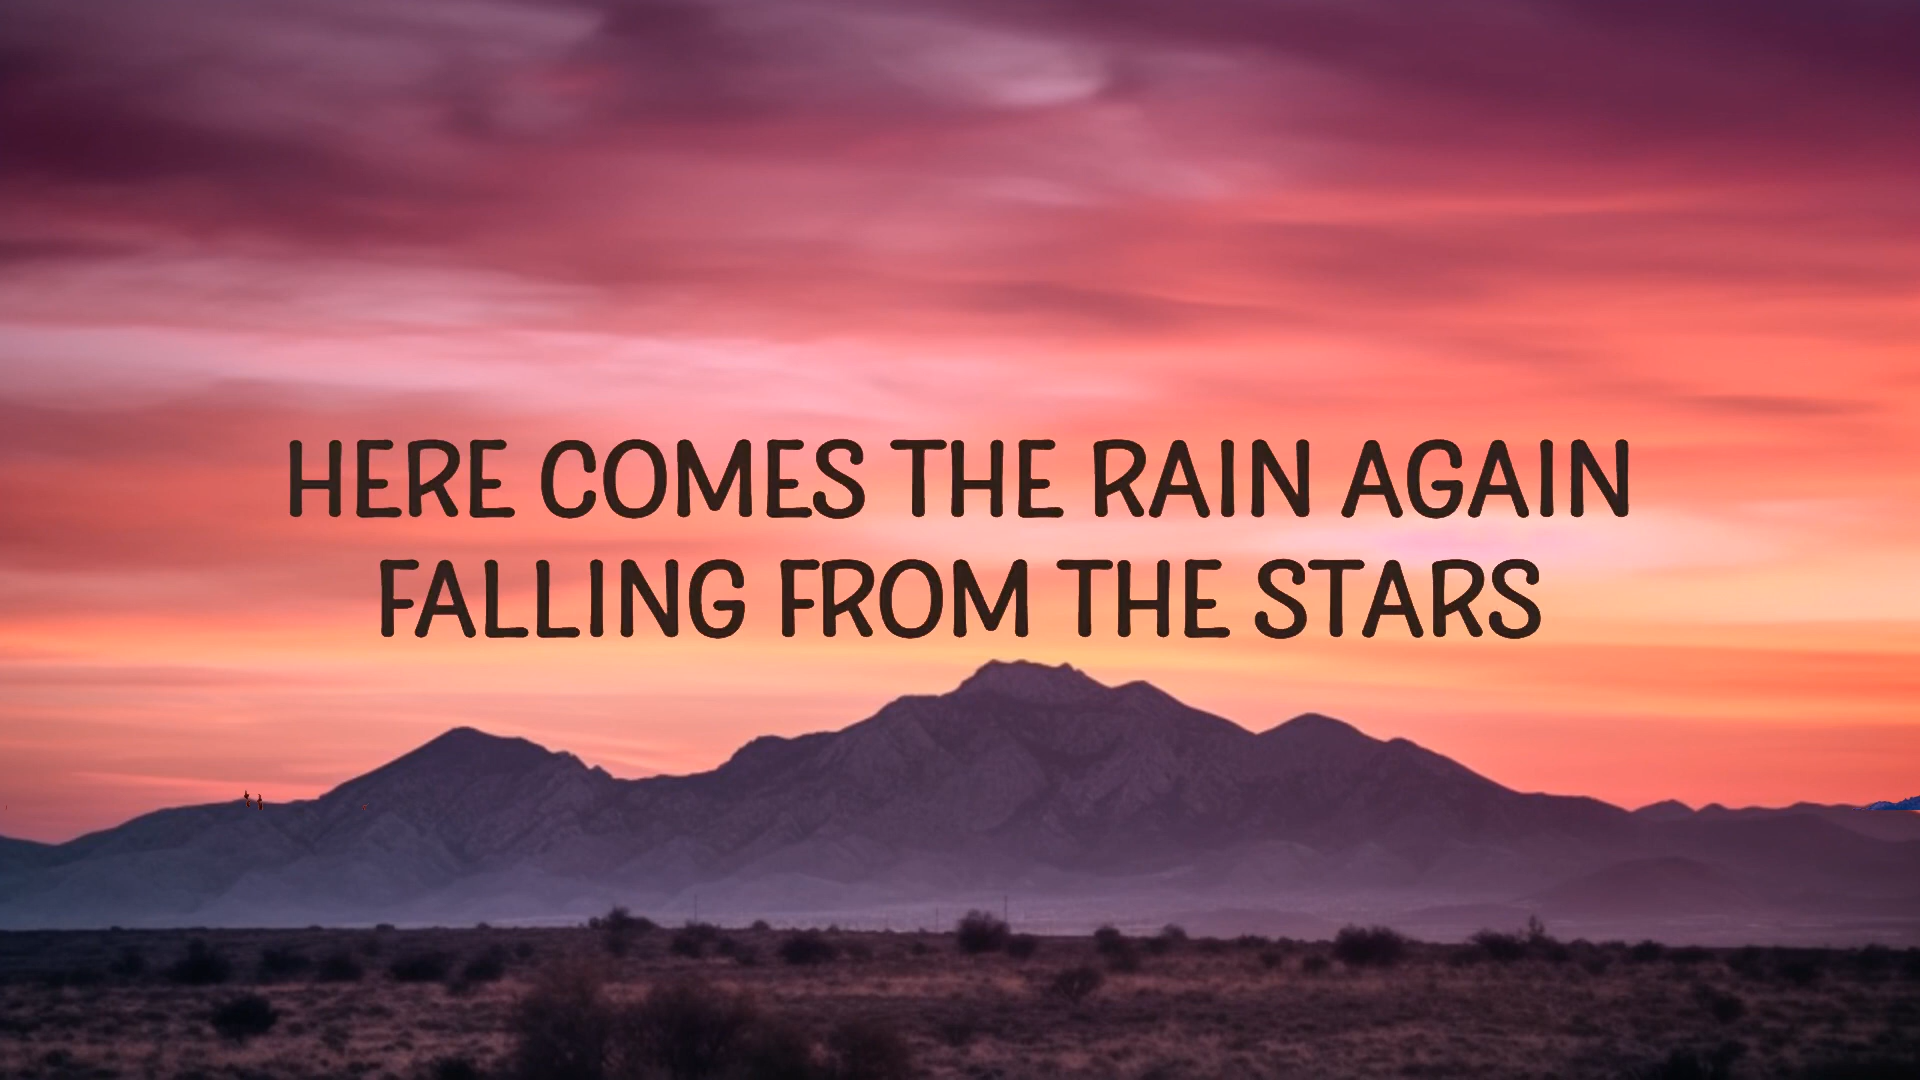 HERE COMES THE RAIN AGAIN
FALLING FROM THE STARS